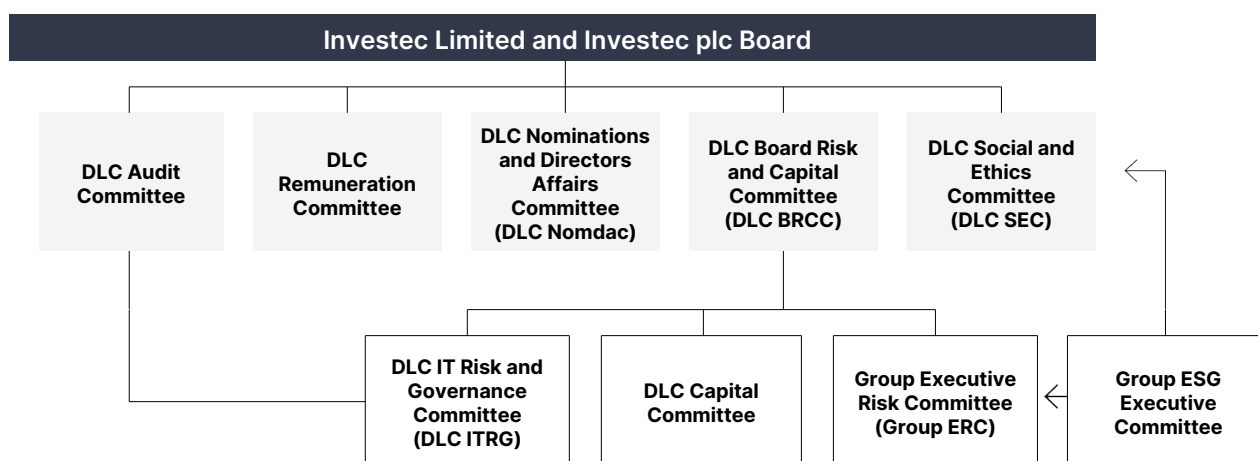 Investec Limited and Investec plc Board
DLC Audit
Committee
DLC
Remuneration
Committee
DLC Nominations
and Directors
Affairs
Committee
(DLC Nomdac)
DLC Board Risk
and Capital
Committee
(DLC BRCC)
DLC Social and
Ethics
Committee
(DLC SEC)
DLC IT Risk and
Governance
Committee
(DLC ITRG)
DLC Capital
Committee
Group Executive
Risk Committee
(Group ERC)
Group ESG
Executive
Committee